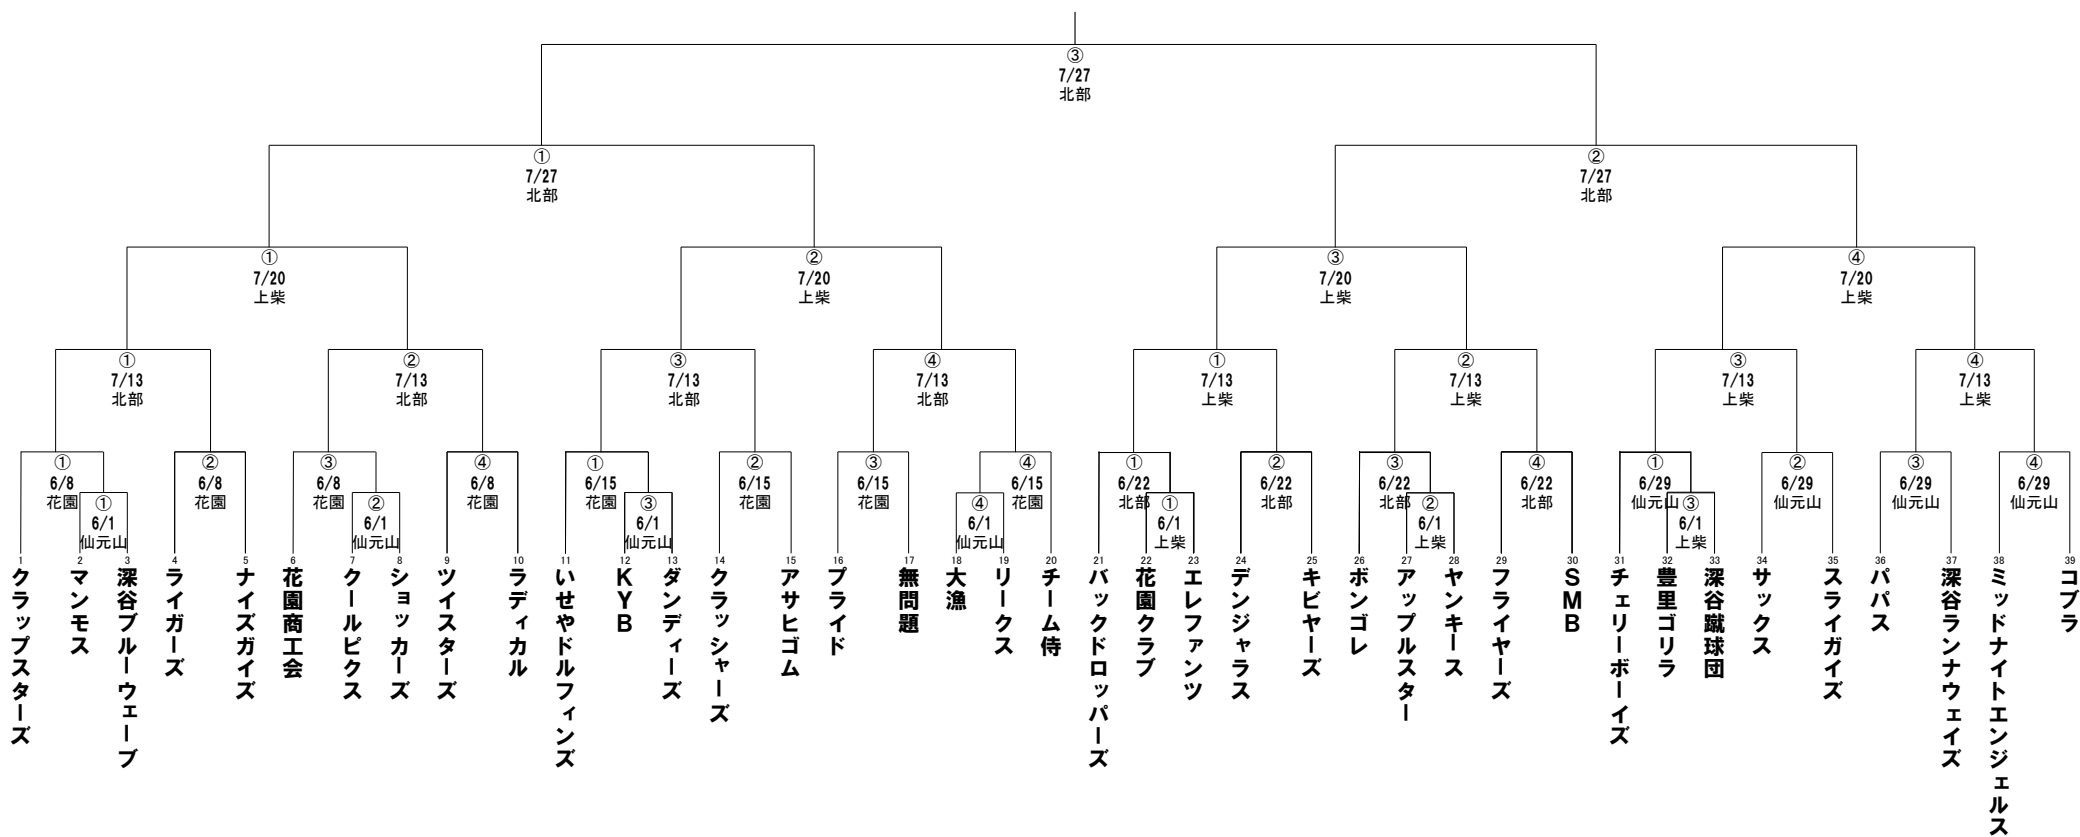 ③
7/27
北部
①
7/27
北部
②
7/27
北部
①
7/20
上柴
②
7/20
上柴
③
7/20
上柴
④
7/20
上柴
①
7/13
北部
②
7/13
北部
③
7/13
北部
④
7/13
北部
①
7/13
上柴
②
7/13
上柴
③
7/13
上柴
④
7/13
上柴
①
6/8
花園
②
6/8
花園
③
6/8
花園
④
6/8
花園
①
6/15
花園
②
6/15
花園
③
6/15
花園
④
6/15
花園
①
6/22
北部
②
6/22
北部
③
6/22
北部
④
6/22
北部
①
6/29
仙元山
②
6/29
仙元山
③
6/29
仙元山
④
6/29
仙元山
①
6/1
仙元山
②
6/1
仙元山
③
6/1
仙元山
④
6/1
仙元山
①
6/1
上柴
②
6/1
上柴
③
6/1
上柴
1
クラップスターズ
2
マンモス
3
深谷ブルーウェーブ
4
ライガーズ
5
ナイズガイズ
6
花園商工会
7
クールピクス
8
ショッカーズ
9
ツイスターズ
10
ラディカル
11
いせやドルフィンズ
12
KYB
13
ダンディーズ
14
クラッシャーズ
15
アサヒゴム
16
プライド
17
無問題
18
大漁
19
リークス
20
チーム侍
21
バックドロッパーズ
22
花園クラブ
23
エレファンツ
24
デンジャラス
25
キビヤーズ
26
ボンゴレ
27
アップルスター
28
ヤンキース
29
フライヤーズ
30
SMB
31
チェリーボーイズ
32
豊里ゴリラ
33
深谷蹴球団
34
サックス
35
スライガイズ
36
パパス
37
深谷ランナウェイズ
38
ミッドナイトエンジェルス
39
コブラ